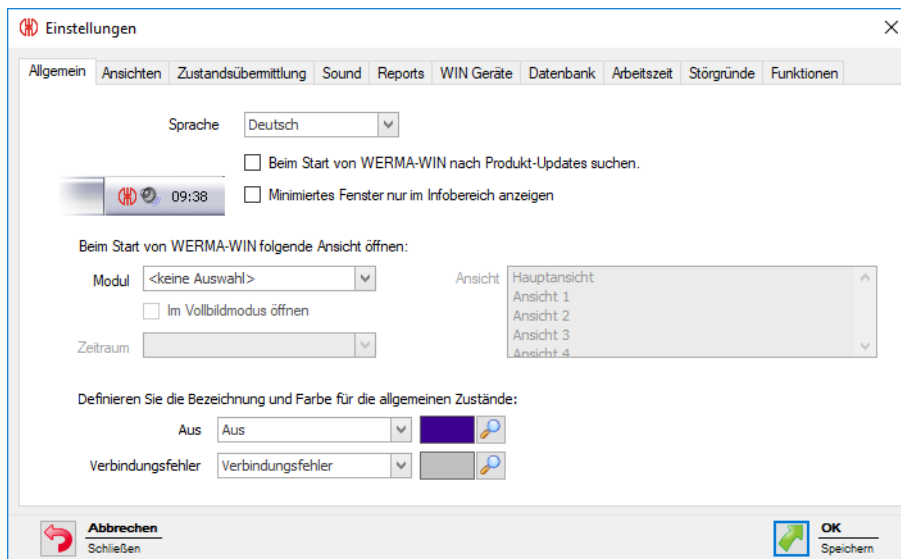 Einstellungen
Allgemein Ansichten Zustandsübermittlung Sound Reports WIN Geräte Datenbank Arbeitszeit Störgründe Funktionen
Sprache Deutsch
Beim Start von WERMA-WIN nach Produkt-Updates suchen.
09:38 Minimiertes Fenster nur im Infobereich anzeigen
Beim Start von WERMA-WIN folgende Ansicht öffnen:
Modul <keine Auswahl> Ansicht Hauptansicht
Ansicht 1
Im Vollbildmodus öffnen
Ansicht 2
Ansicht 3
Zeitraum
Ansicht 4
Definieren Sie die Bezeichnung und Farbe für die allgemeinen Zustände:
Aus Aus
Verbindungsfehler Verbindungsfehler
Abbrechen
Schließen
OK
Speichern